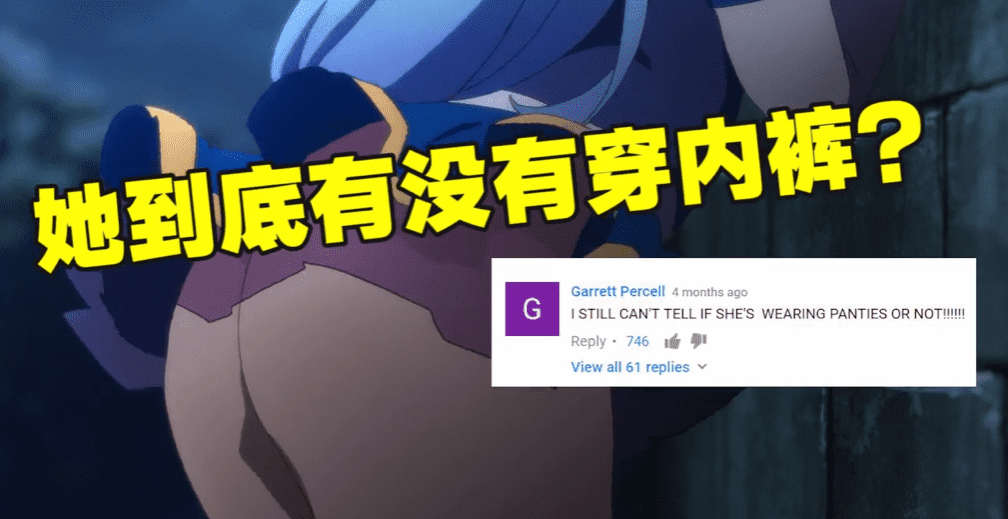 她到底有没有穿内裤?
G
Garrett Percell 4 months ago
I STILL CAN'T TELL IF SHE'S WEARING PANTIES OR NOT!!!!!!
Reply • 746
View all 61 replies